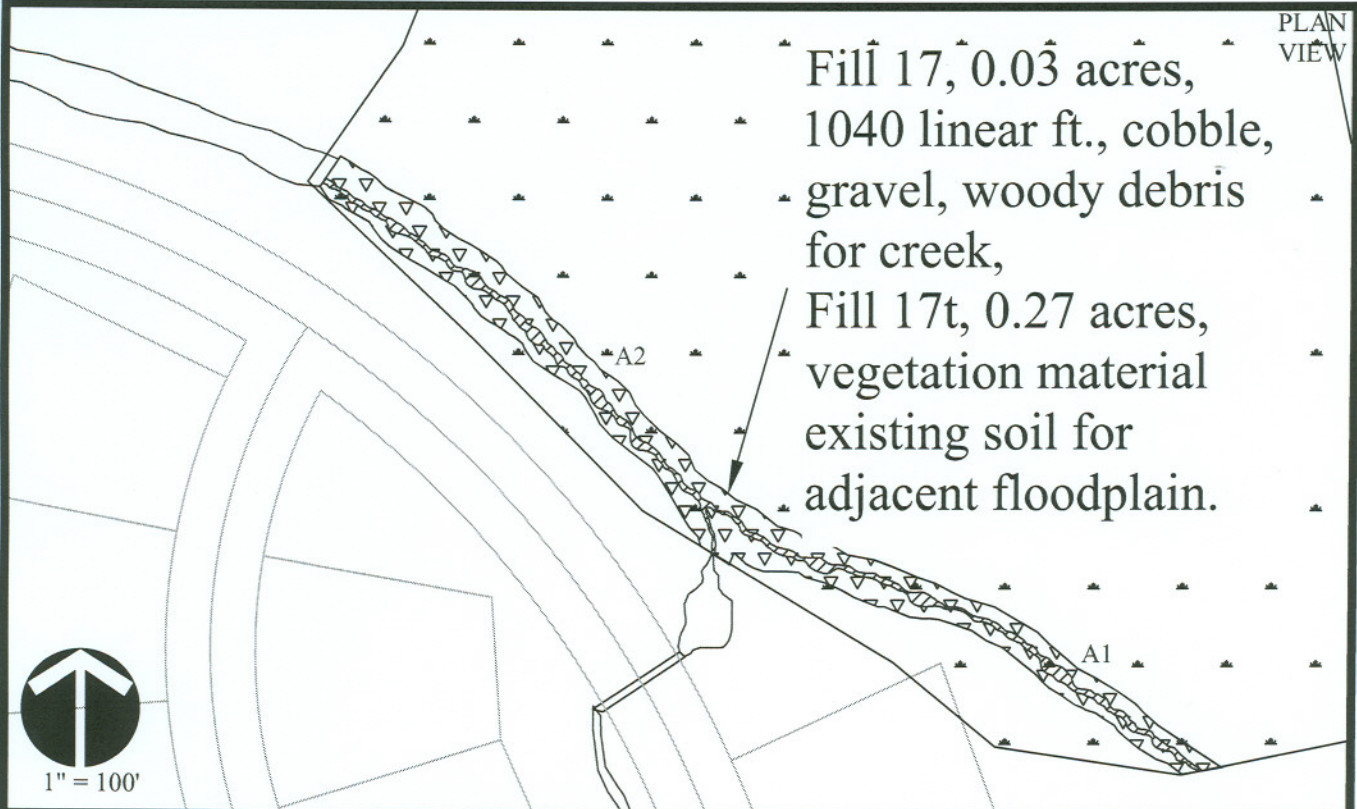 PLAN
VIEW
Fill 17, 0.03 acres,
1040 linear ft., cobble,
gravel, woody debris
for creek,
Fill 17t, 0.27 acres,
vegetation material
existing soil for
adjacent floodplain.
A2
A1
1" = 100'